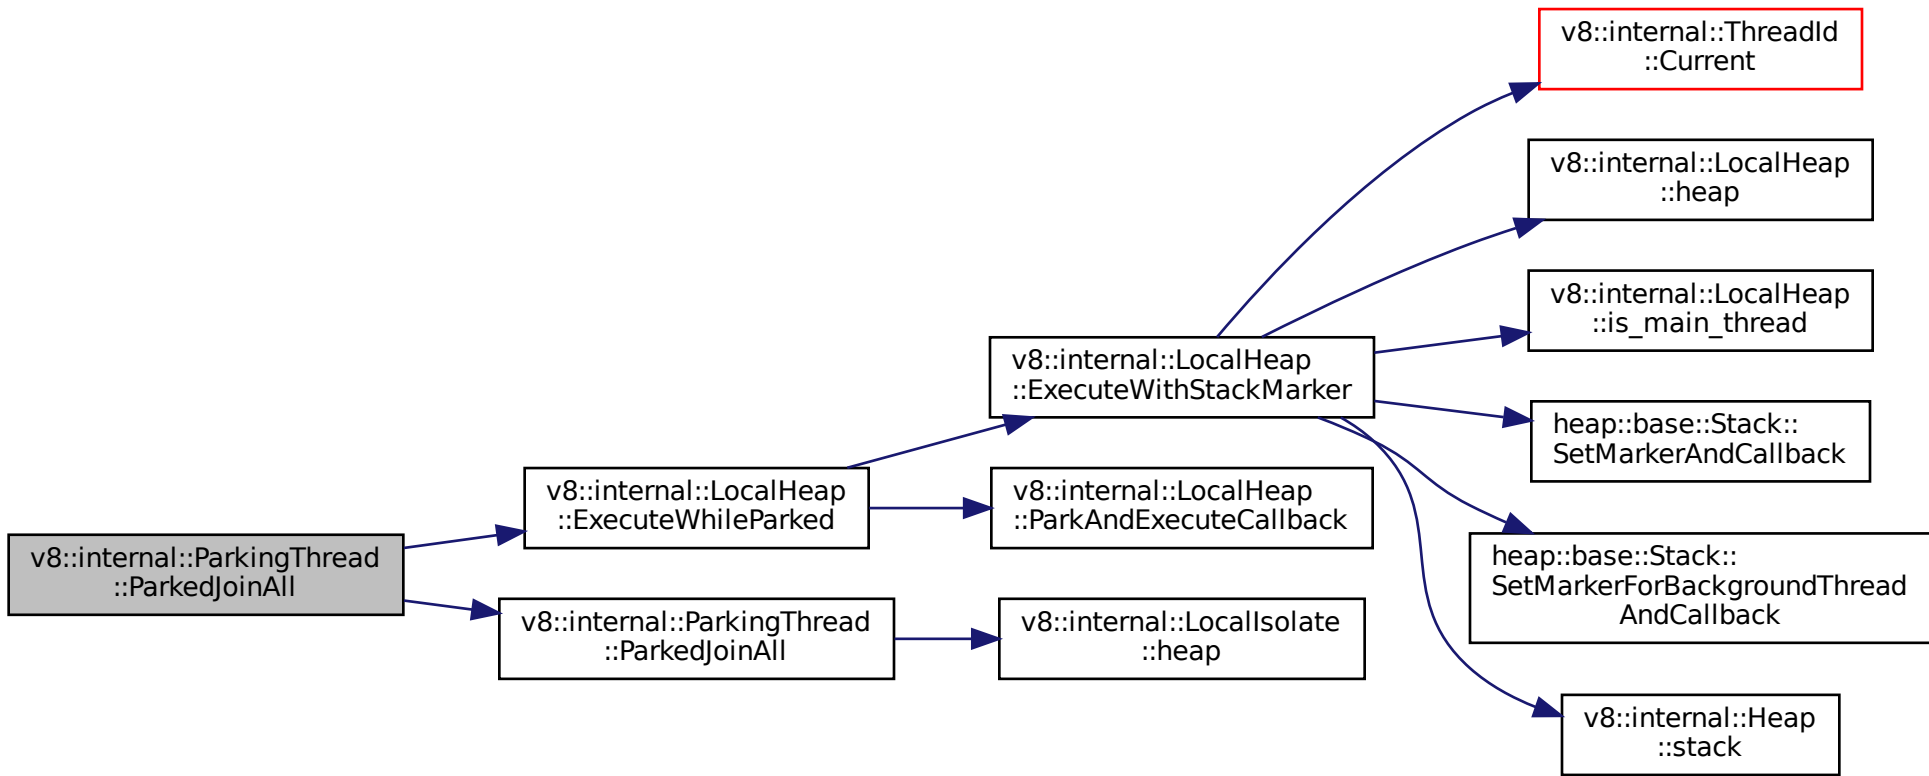 v8::internal::ParkingThread
::ParkedJoinAll
v8::internal::LocalHeap
::ExecuteWhileParked
v8::internal::ParkingThread
::ParkedJoinAll
v8::internal::LocalHeap
::ExecuteWithStackMarker
v8::internal::LocalHeap
::ParkAndExecuteCallback
v8::internal::LocalIsolate
::heap
v8::internal::ThreadId
::Current
v8::internal::LocalHeap
::heap
v8::internal::LocalHeap
::is_main_thread
heap::base::Stack::
SetMarkerAndCallback
heap::base::Stack::
SetMarkerForBackgroundThread
AndCallback
v8::internal::Heap
::stack